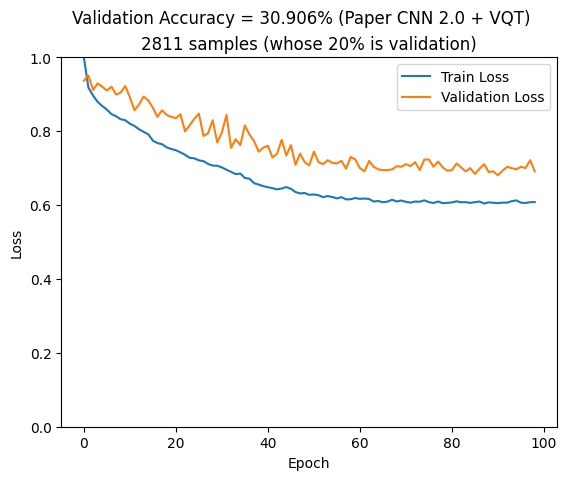 Validation Accuracy = 30.906% (Paper CNN 2.0 + VQT)
2811 samples (whose 20% is validation)
Train Loss
Validation Loss
1.0
0.8
0.6
0.4
0.2
0.0
Loss
0
20
40
60
80
100
Epoch